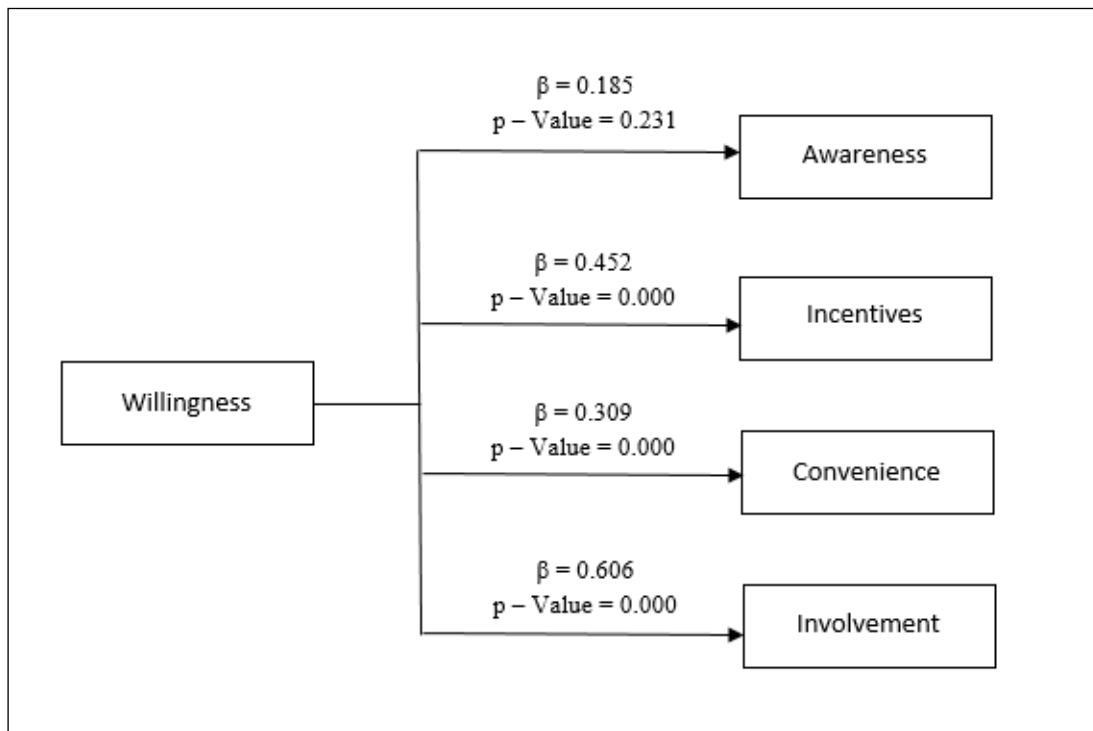 β = 0.185
p – Value = 0.231
Awareness
β = 0.452
p – Value = 0.000
Incentives
Willingness
β = 0.309
p – Value = 0.000
Convenience
β = 0.606
p – Value = 0.000
Involvement